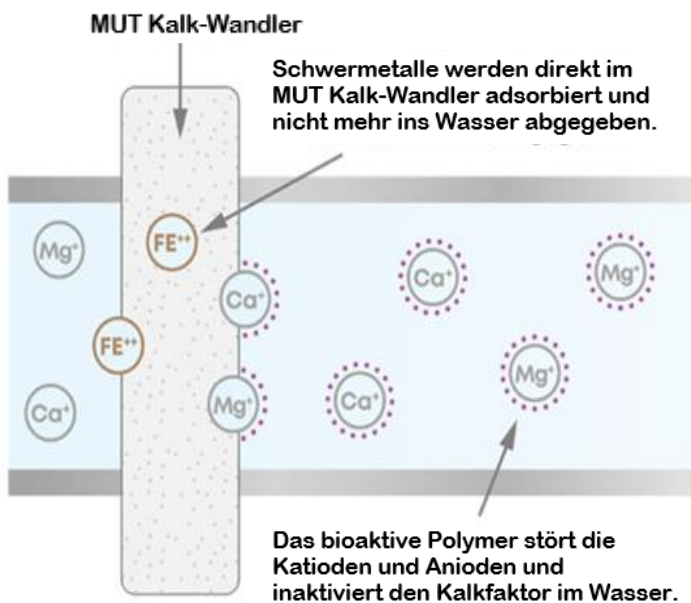 MUT Kalk-Wandler
Schwermetalle werden direkt im
MUT Kalk-Wandler adsorbiert und
nicht mehr ins Wasser abgegeben.
Mg⁺
FE⁺⁺
Ca⁺
Ca⁺
Mg⁺
FE⁺⁺
Mg⁺
Ca⁺
Mg⁺
Ca⁺
Das bioaktive Polymer stört die
Katioden und Anioden und
inaktiviert den Kalkfaktor im Wasser.